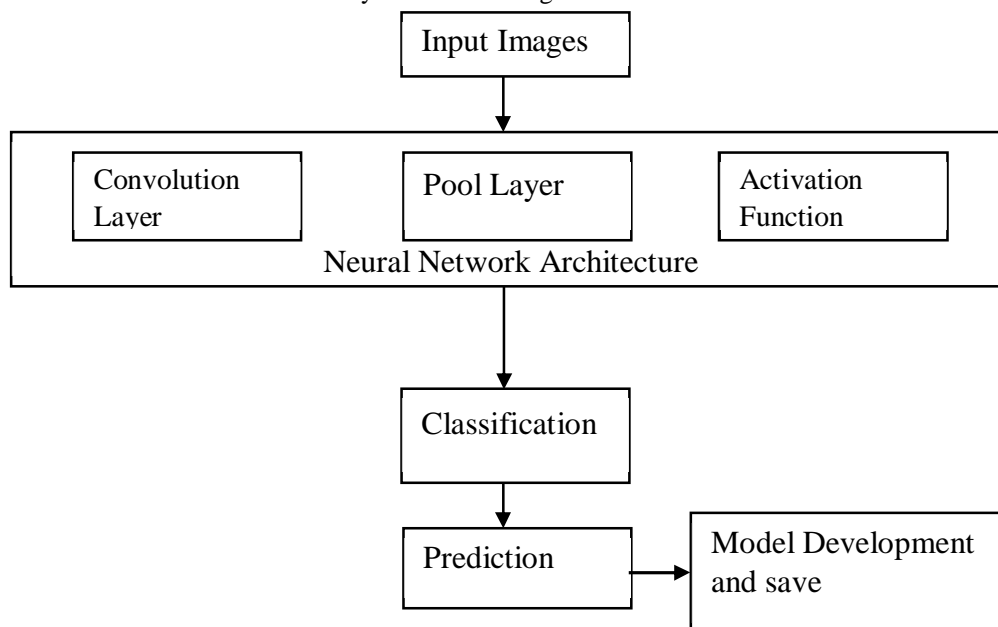 Input Images
Convolution
Layer
Pool Layer
Activation
Function
Neural Network Architecture
Classification
Prediction
Model Development
and save